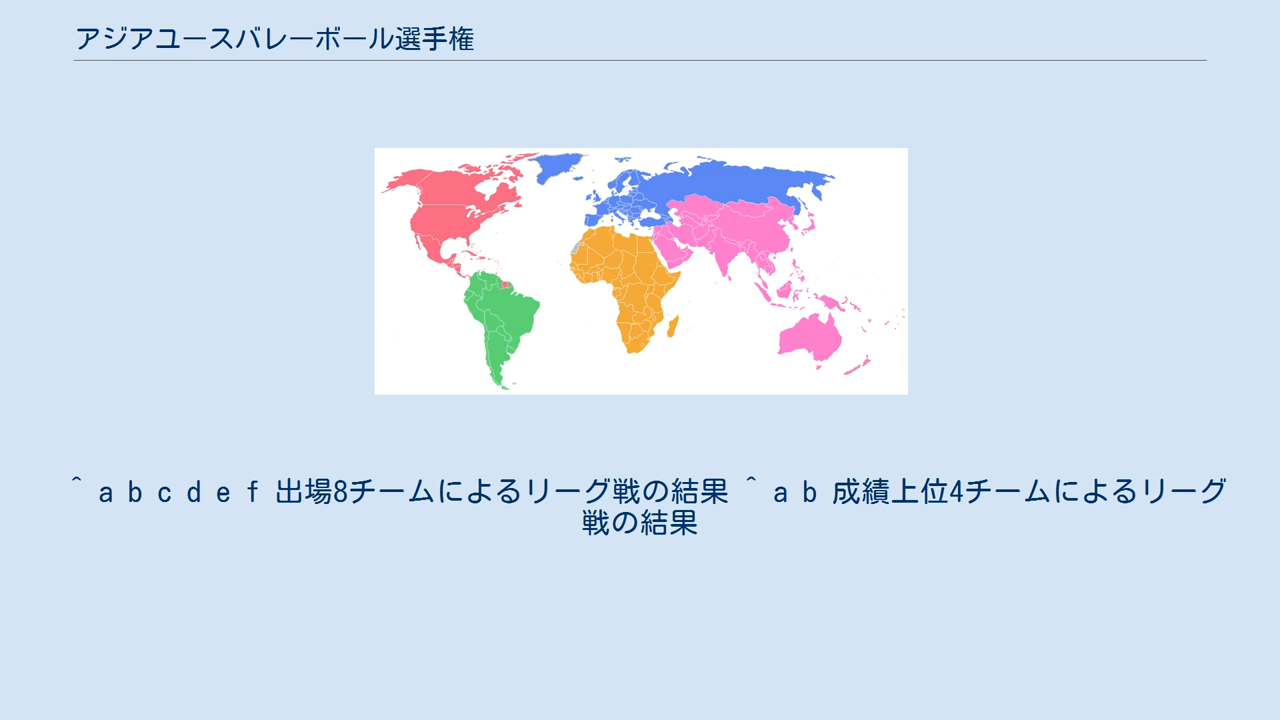 アジアユースバレーボール選手権
^ a b c d e f 出場8チームによるリーグ戦の結果 ^ a b 成績上位4チームによるリーグ
戦の結果